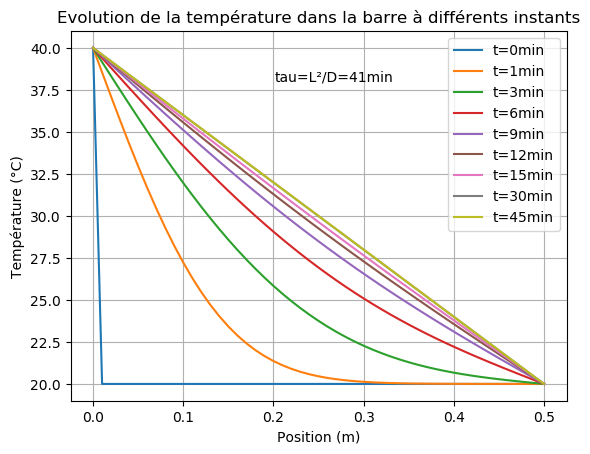 Evolution de la température dans la barre à différents instants
40.0
37.5
35.0
32.5
30.0
27.5
25.0
22.5
20.0
Température (°C)
tau=L²/D=41min
t=0min
t=1min
t=3min
t=6min
t=9min
t=12min
t=15min
t=30min
t=45min
0.0 0.1 0.2 0.3 0.4 0.5
Position (m)